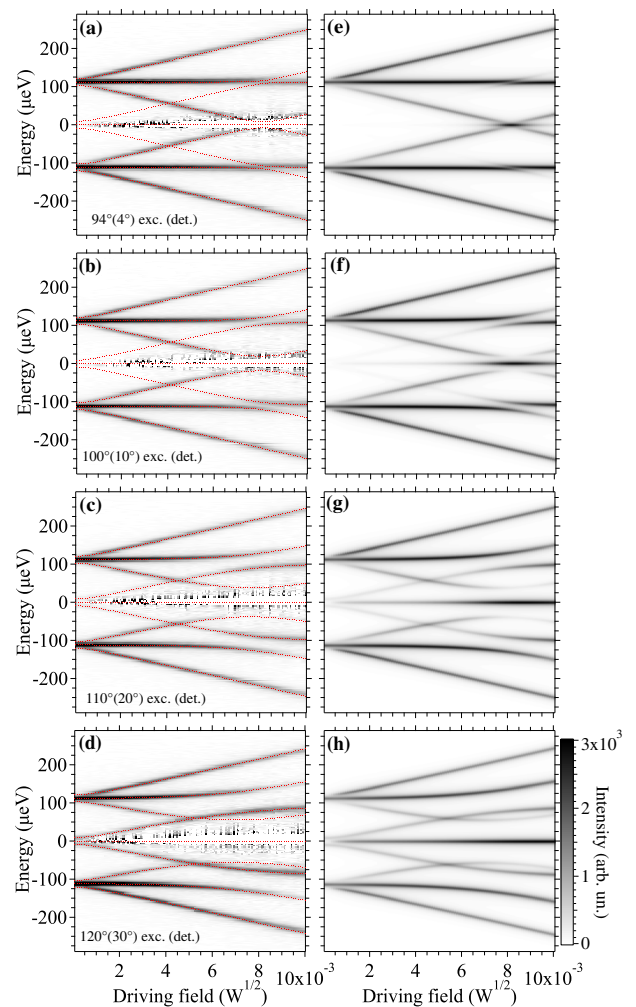 (a)
(e)
200
100
0
-100
-200
Energy (µeV)
94°(4°) exc. (det.)
(b)
(f)
200
100
0
-100
-200
Energy (µeV)
100°(10°) exc. (det.)
(c)
(g)
200
100
0
-100
-200
Energy (µeV)
110°(20°) exc. (det.)
(d)
(h)
200
100
0
-100
-200
Energy (µeV)
120°(30°) exc. (det.)
3x10³
2
1
0
Intensity (arb. un.)
2 4 6 8 10x10⁻³
2 4 6 8 10x10⁻³
Driving field (W^1/2)
Driving field (W^1/2)